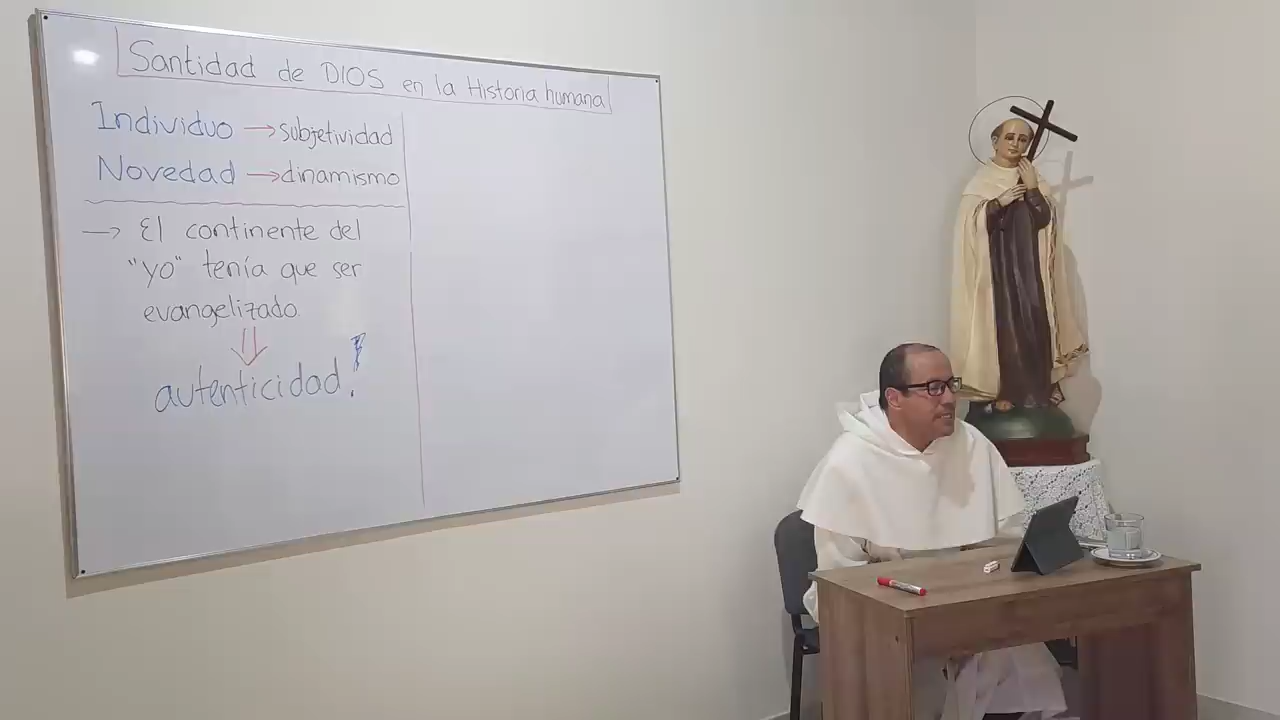 Santidad de DIOS en la Historia humana
Individuo → subjetividad
Novedad → dinamismo
→ El continente del
"yo" tenía que ser
evangelizado.
⇓
autenticidad!